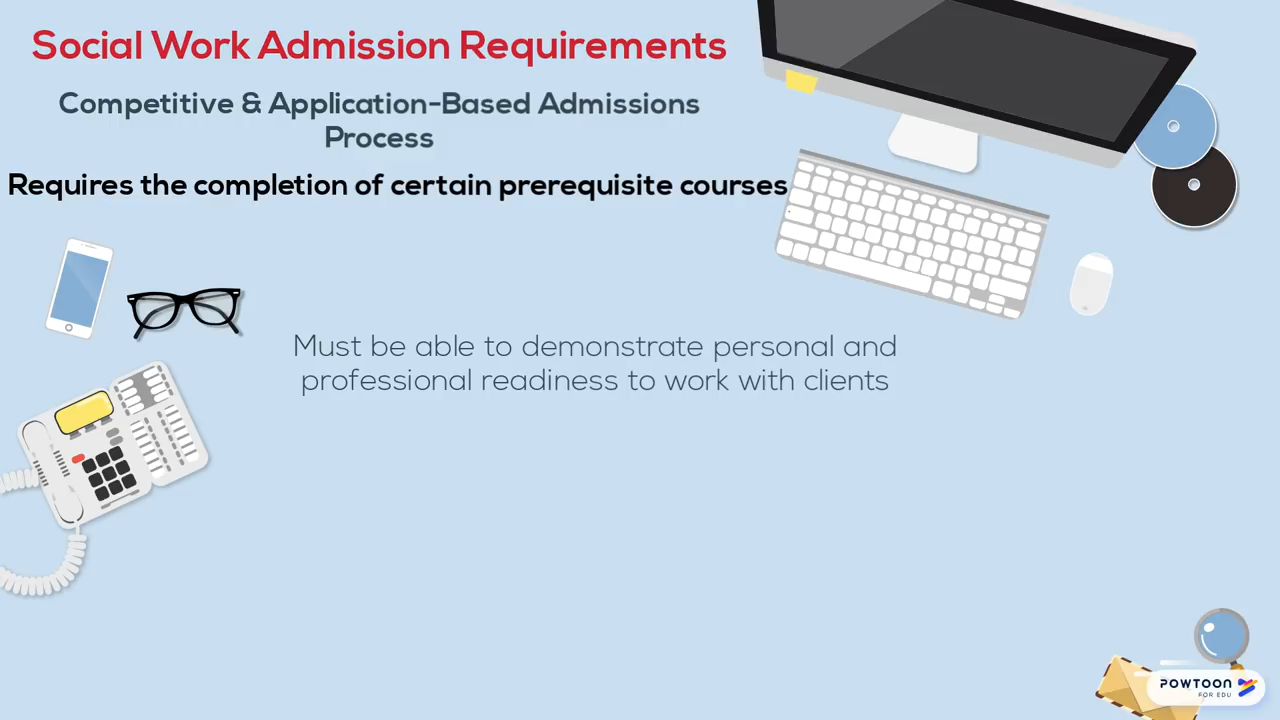 Social Work Admission Requirements
Competitive & Application-Based Admissions
Process
Requires the completion of certain prerequisite courses
Must be able to demonstrate personal and
professional readiness to work with clients
POWTOON
FOR EDU